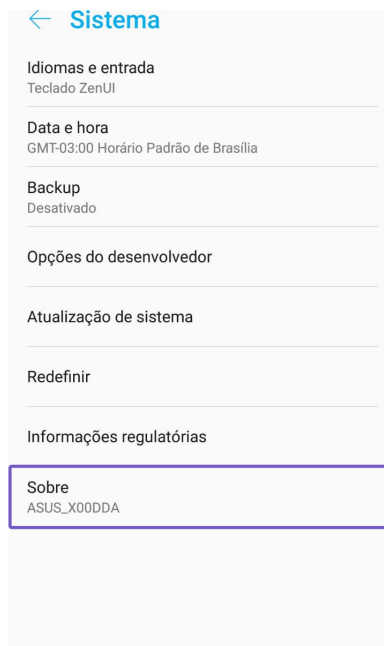 Sistema
Idiomas e entrada
Teclado ZenUI
Data e hora
GMT-03:00 Horário Padrão de Brasília
Backup
Desativado
Opções do desenvolvedor
Atualização de sistema
Redefinir
Informações regulatórias
Sobre
ASUS_X00DDA